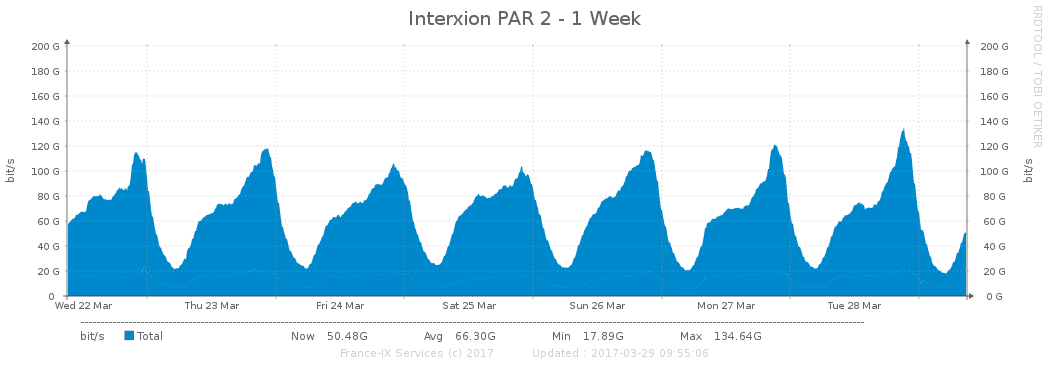 Interxion PAR 2 - 1 Week
RRDTOOL / TOBI OETIKER
200 G 200 G
180 G 180 G
160 G 160 G
140 G 140 G
120 G 120 G
100 G 100 G
80 G 80 G
60 G 60 G
40 G 40 G
20 G 20 G
0 0 G
bit/s
bit/s
Wed 22 Mar Thu 23 Mar Fri 24 Mar Sat 25 Mar Sun 26 Mar Mon 27 Mar Tue 28 Mar
bit/s Total Now 50.48G Avg 66.30G Min 17.89G Max 134.64G
France-IX Services (c) 2017 Updated : 2017-03-29 09:55:06